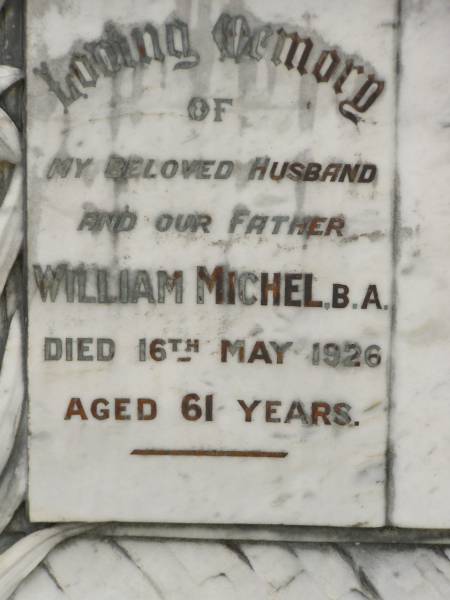 Loving Memory
OF
MY BELOVED HUSBAND
AND OUR FATHER
WILLIAM MICHEL, B.A.
DIED 16TH MAY 1926
AGED 61 YEARS.